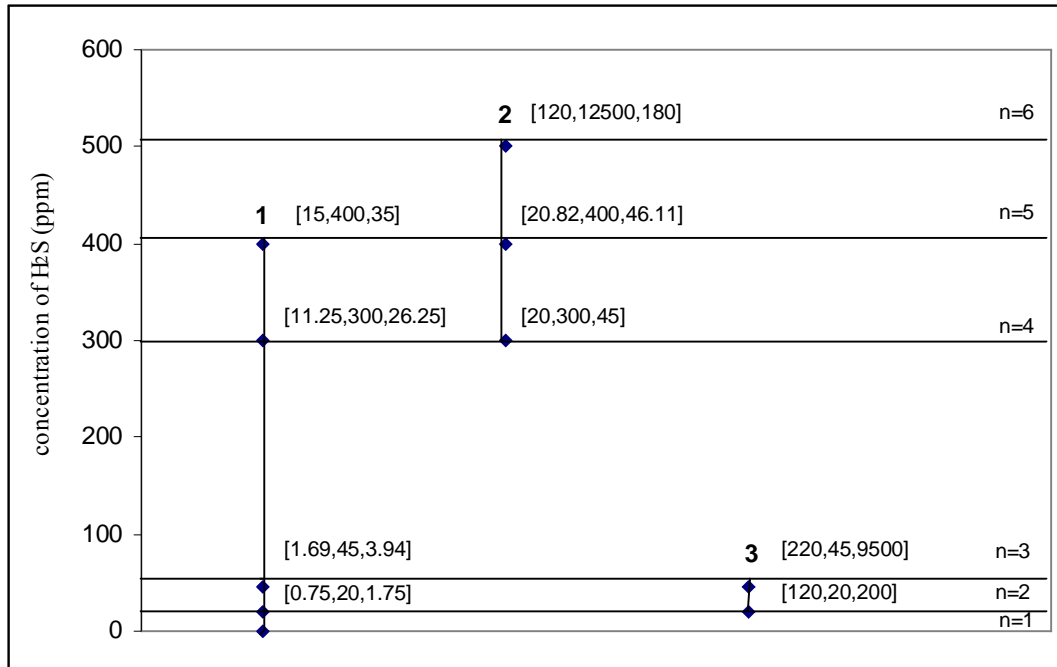 600
2 [120,12500,180] n=6
500
1 [15,400,35] [20.82,400,46.11] n=5
400
[11.25,300,26.25] [20,300,45] n=4
300
200
100
[1.69,45,3.94] 3 [220,45,9500] n=3
[0.75,20,1.75] [120,20,200] n=2
n=1
0
concentration of H2S (ppm)